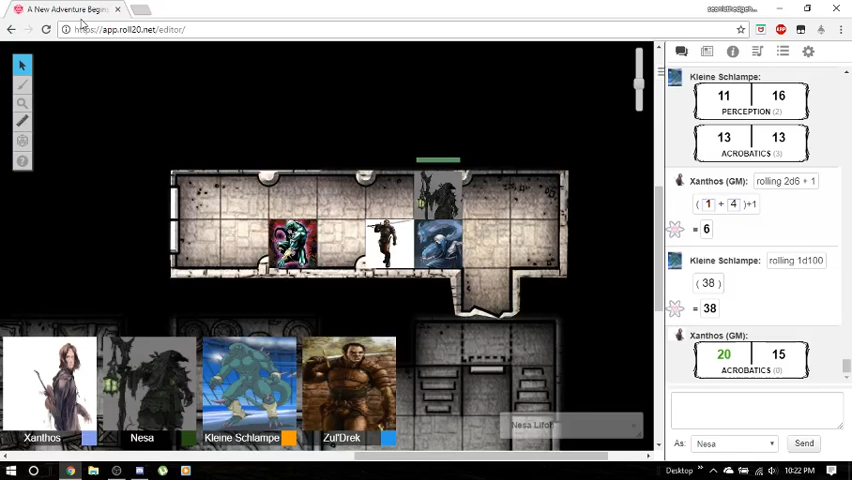 A New Adventure Begin
https://app.roll20.net/editor/
Kleine Schlampe:
11 16
PERCEPTION (2)
13 13
ACROBATICS (3)
Xanthos (GM): rolling 2d6 + 1
( 1 + 4 )+1
= 6
Kleine Schlampe: rolling 1d100
( 38 )
= 38
Xanthos (GM):
20 15
ACROBATICS (0)
Nesa Lifol
Xanthos
Nesa
Kleine Schlampe
Zul'Drek
As: Nesa
Send
Desktop
10:22 PM